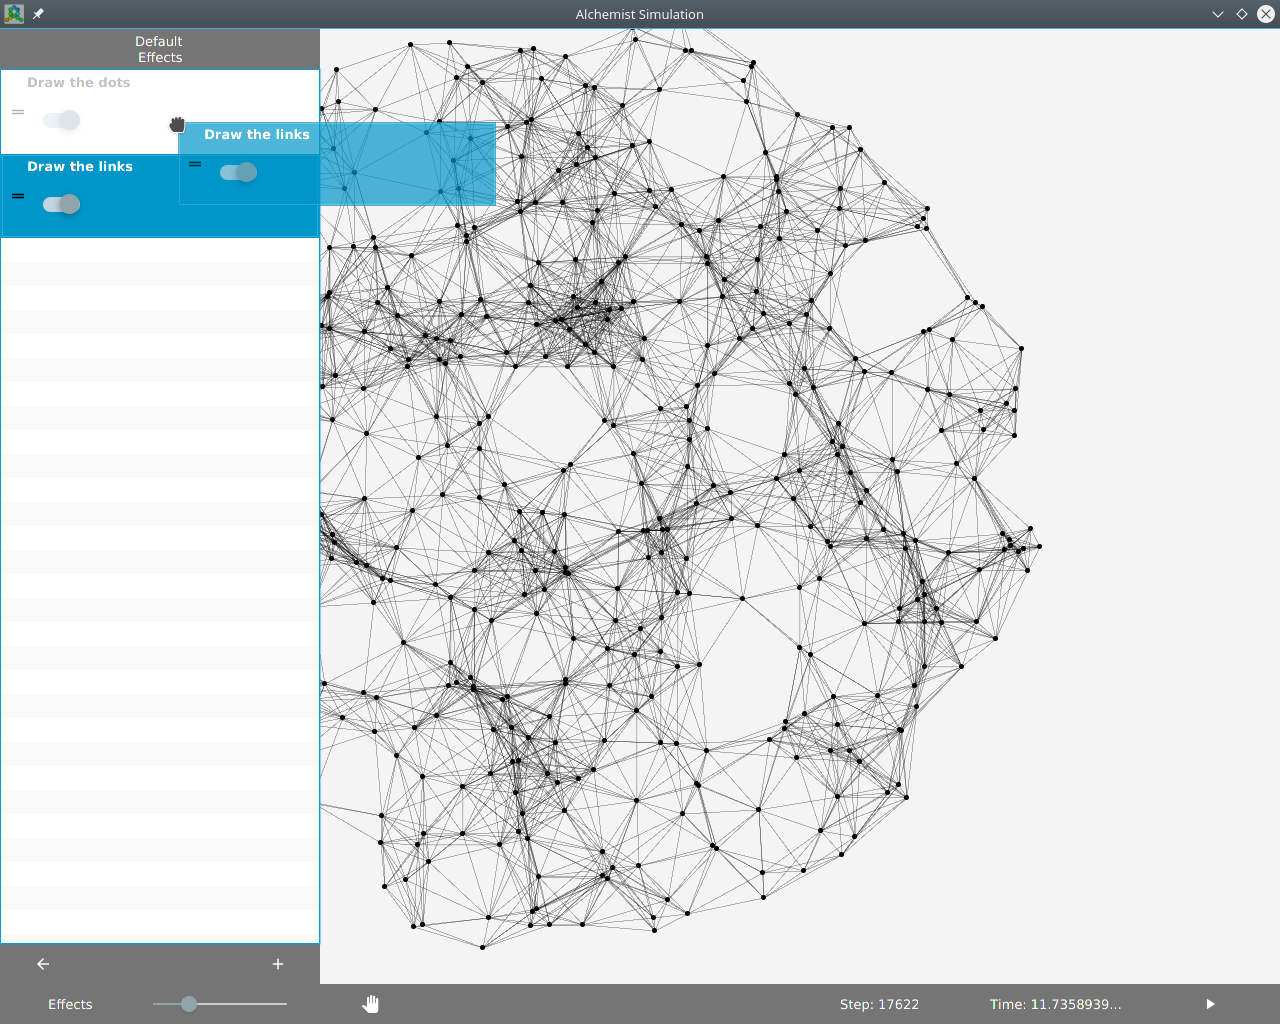 Alchemist Simulation
Default
Effects
Draw the dots
Draw the links
Draw the links
Effects
Step: 17622
Time: 11.7358939...